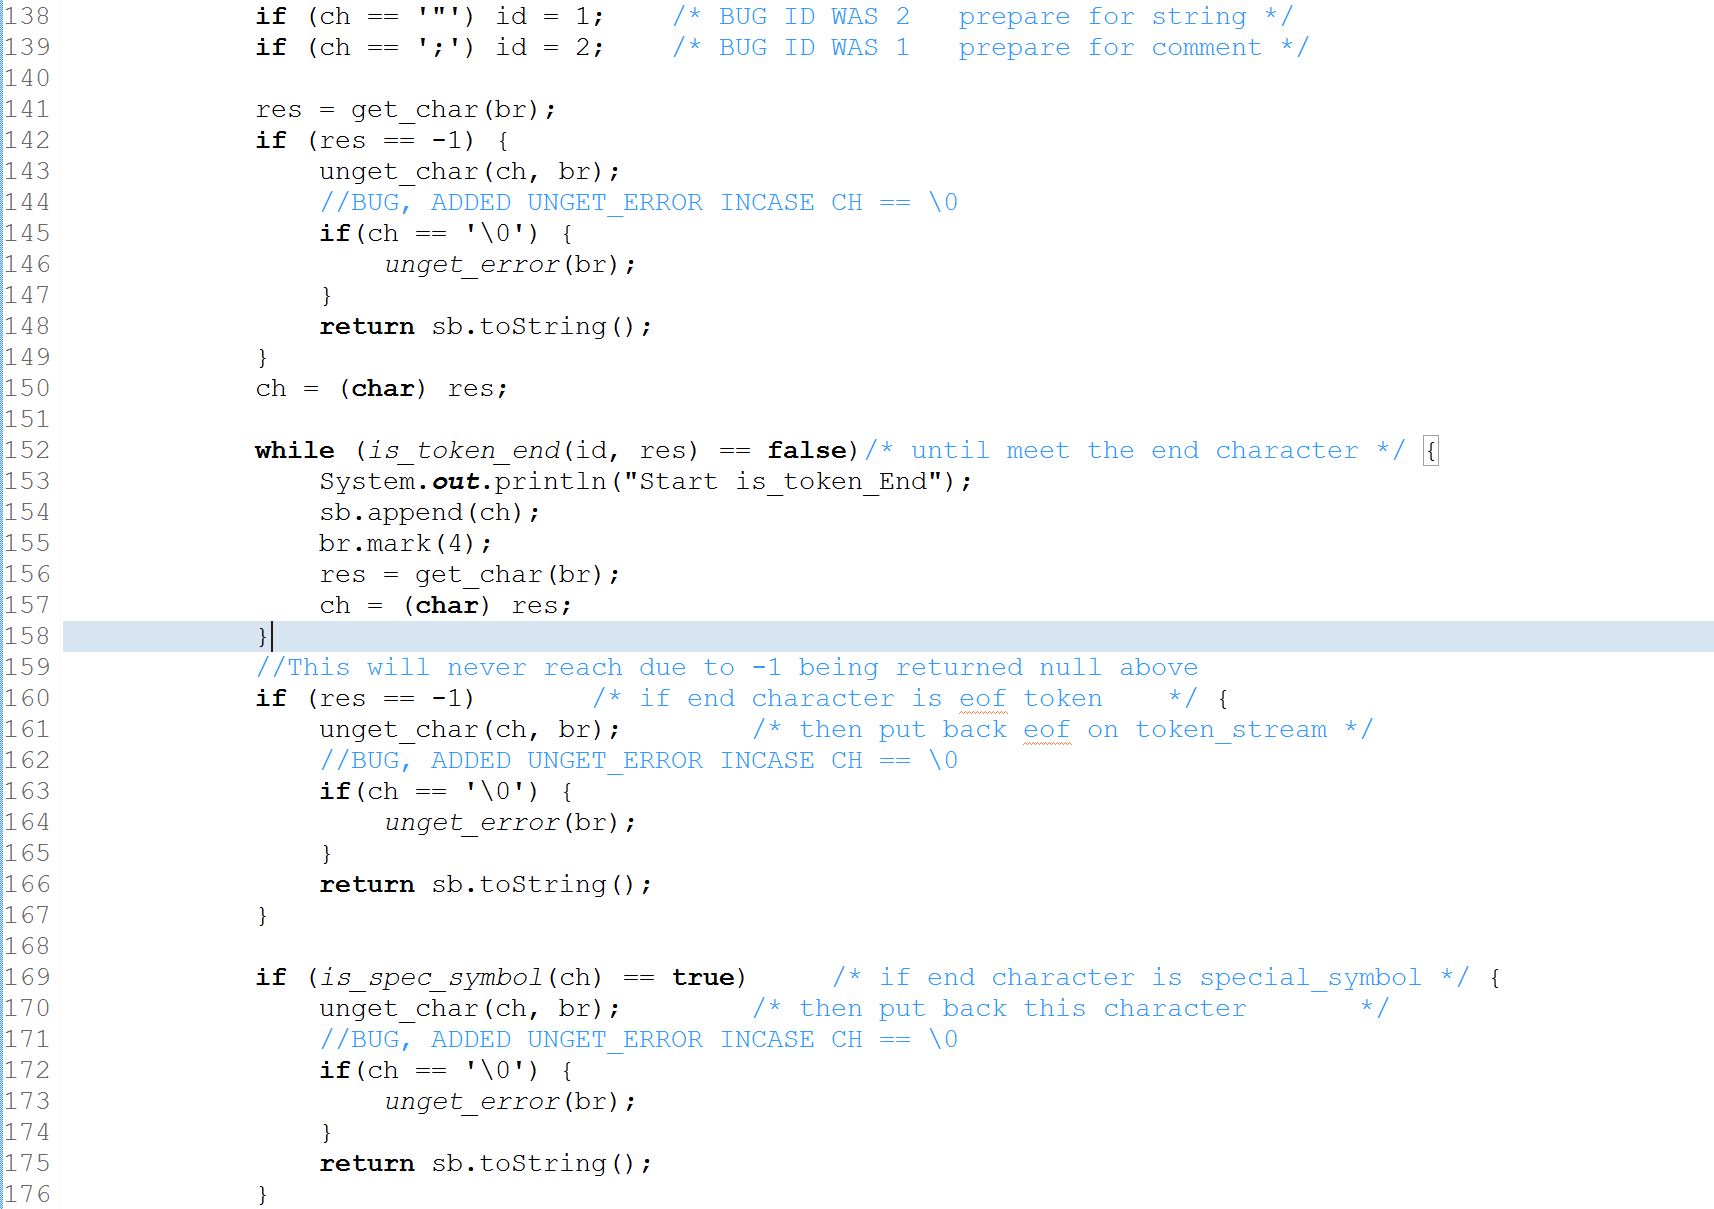 138 if (ch == '"') id = 1; /* BUG ID WAS 2 prepare for string */
139 if (ch == ';') id = 2; /* BUG ID WAS 1 prepare for comment */
140
141 res = get_char(br);
142 if (res == -1) {
143 unget_char(ch, br);
144 //BUG, ADDED UNGET_ERROR INCASE CH == \0
145 if(ch == '\0') {
146 unget_error(br);
147 }
148 return sb.toString();
149 }
150 ch = (char) res;
151
152 while (is_token_end(id, res) == false)/* until meet the end character */ {
153 System.out.println("Start is_token_End");
154 sb.append(ch);
155 br.mark(4);
156 res = get_char(br);
157 ch = (char) res;
158 }
159 //This will never reach due to -1 being returned null above
160 if (res == -1) /* if end character is eof token */ {
161 unget_char(ch, br); /* then put back eof on token_stream */
162 //BUG, ADDED UNGET_ERROR INCASE CH == \0
163 if(ch == '\0') {
164 unget_error(br);
165 }
166 return sb.toString();
167 }
168
169 if (is_spec_symbol(ch) == true) /* if end character is special_symbol */ {
170 unget_char(ch, br); /* then put back this character */
171 //BUG, ADDED UNGET_ERROR INCASE CH == \0
172 if(ch == '\0') {
173 unget_error(br);
174 }
175 return sb.toString();
176 }